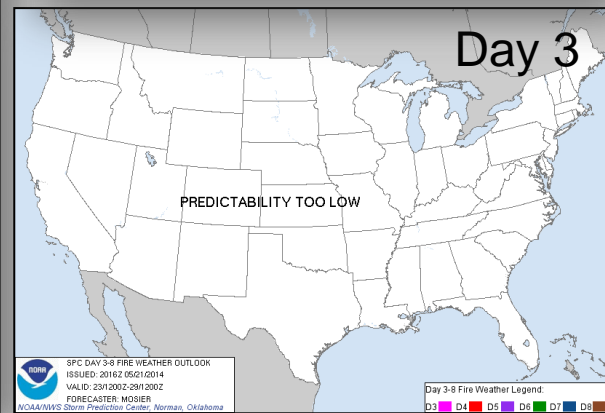 Day 3
PREDICTABILITY TOO LOW
NOAA
SPC DAY 3-8 FIRE WEATHER OUTLOOK
ISSUED: 2016Z 05/21/2014
VALID: 23/1200Z-29/1200Z
FORECASTER: MOSIER
NOAA/NWS Storm Prediction Center, Norman, Oklahoma
Day 3-8 Fire Weather Legend:
D3 D4 D5 D6 D7 D8